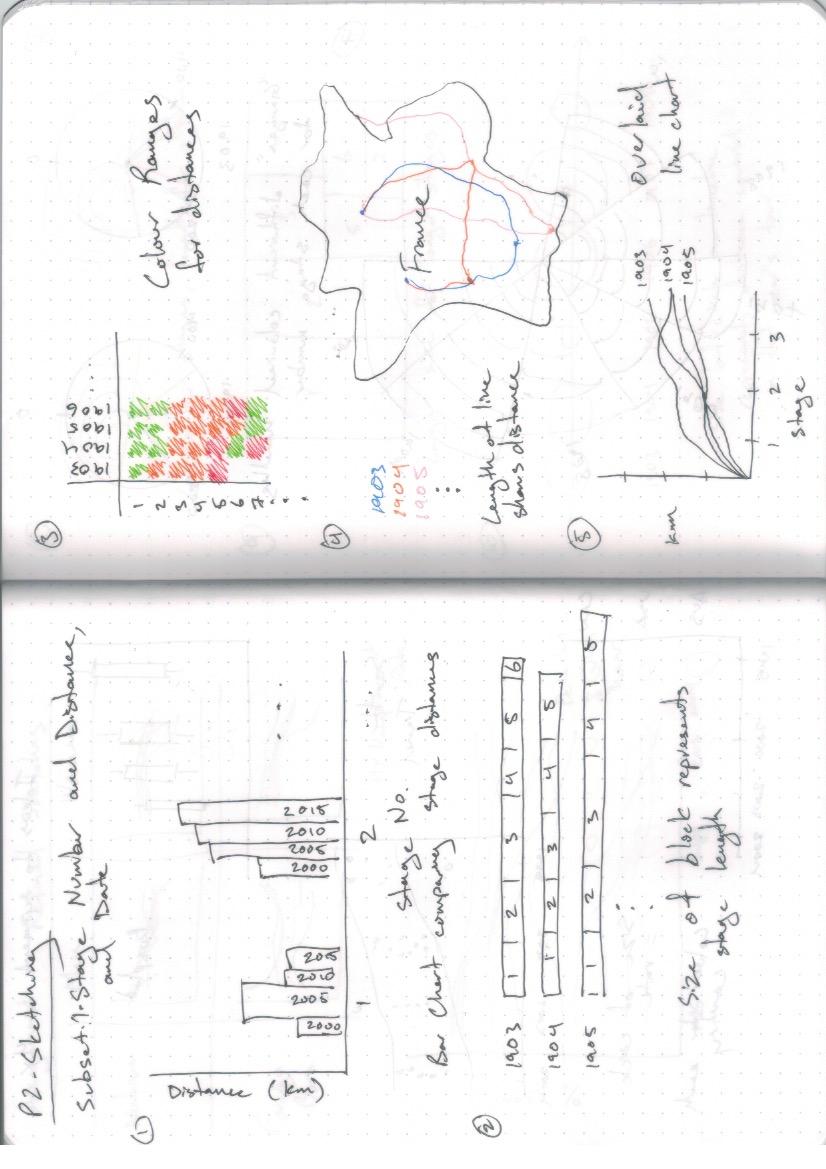 P2 - Sketching
Subset.1 - Stage Number and Distance,
and Date
1
Distance (km)
2000
2005
2010
2015
2000
2005
2010
2015
. . .
1
2
....
Stage No.
Bar Chart comparing stage distances
2
1903
1 2 3 4 5 6
1904
1 2 3 4 5
1905
1 2 3 4 5
Size of block represents
stage length
3
1903
1904
1905
1906
....
1
2
3
4
5
6
7
Colour Ranges
for distances
4
1903
1904
1905
France
Length of line
shows distance
5
km
1903
1904
1905
1 2 3
stage
Overlaid
line chart